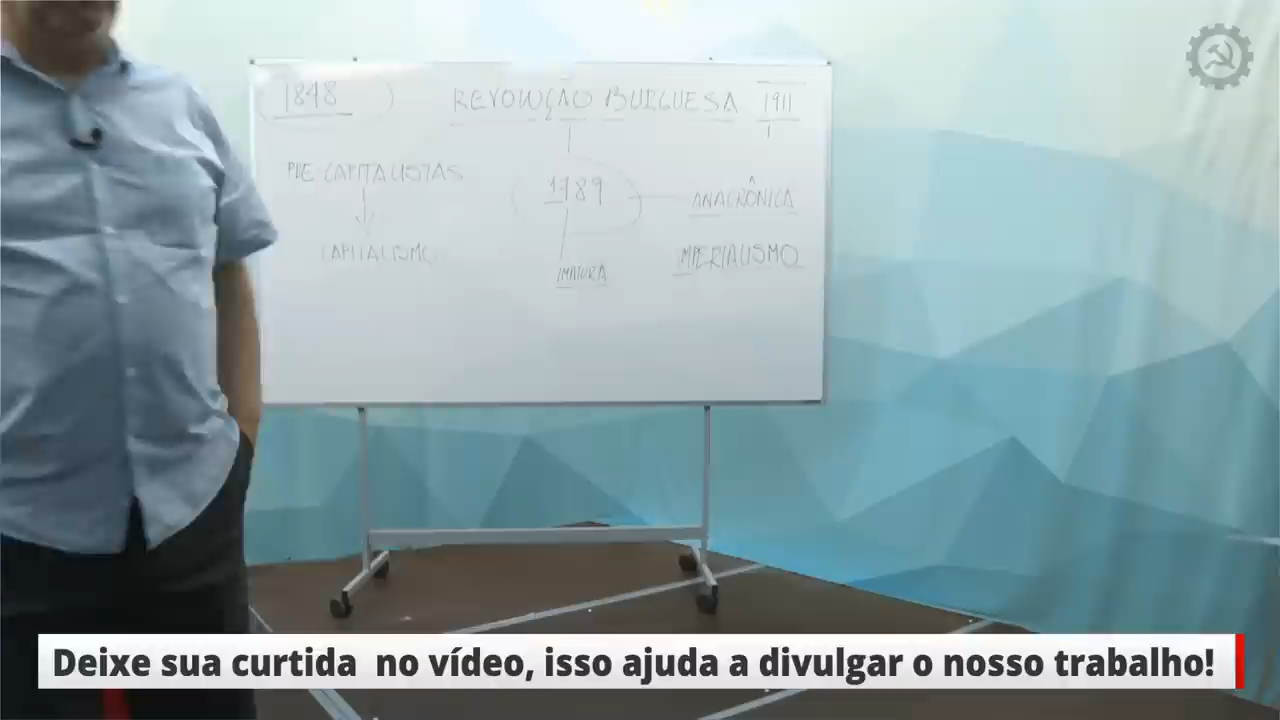 1848
REVOLUÇÃO BURGUESA
1911
PRÉ CAPITALISTAS
1789
ANACRÔNICA
CAPITALISMO
IMATURA
IMPERIALISMO
Deixe sua curtida no vídeo, isso ajuda a divulgar o nosso trabalho!